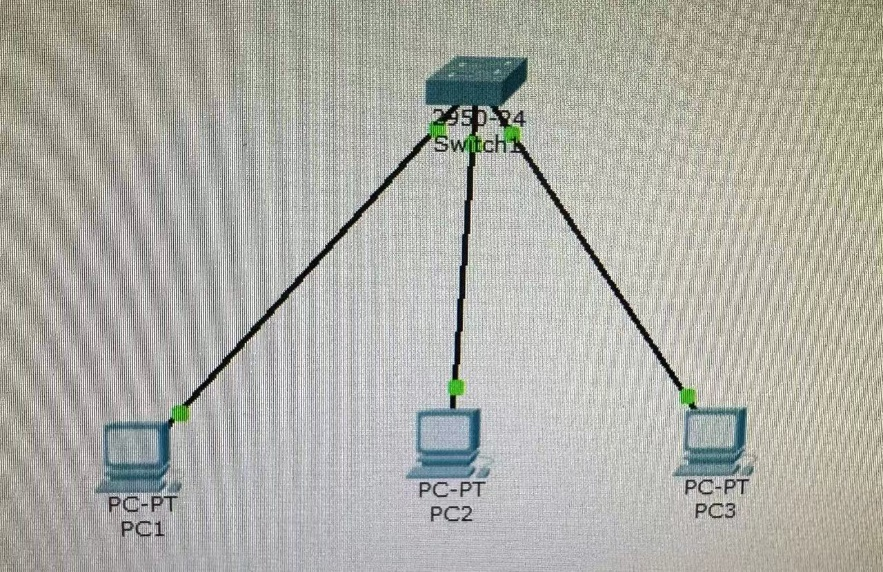 2950-24
Switch1
PC-PT
PC1
PC-PT
PC2
PC-PT
PC3